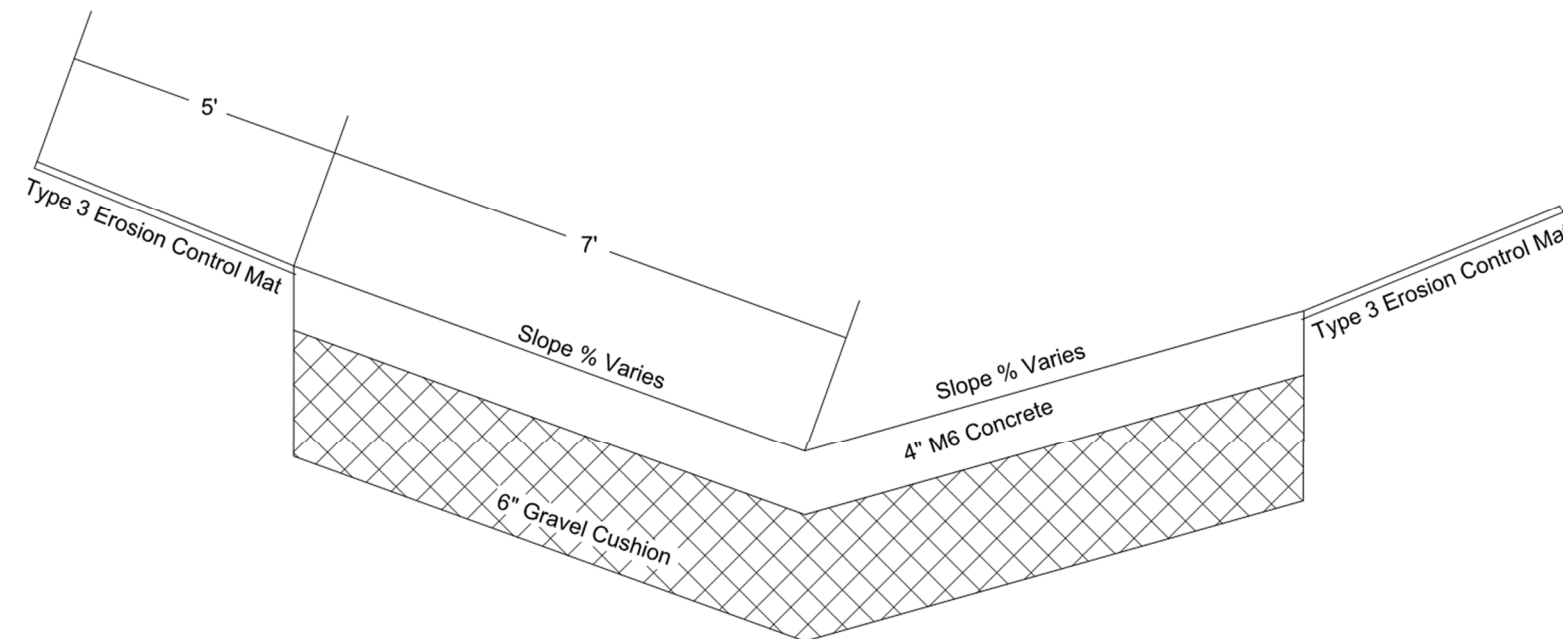 5'
7'
Type 3 Erosion Control Mat
Slope % Varies
Slope % Varies
Type 3 Erosion Control Mat
4" M6 Concrete
6" Gravel Cushion